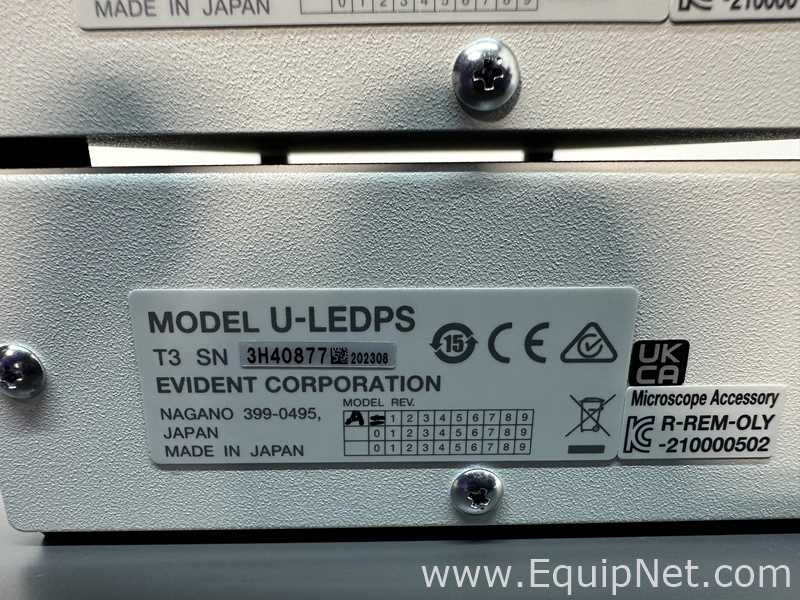 MADE IN JAPAN
0 1 2 3 4 5 6 7 8 9
-210000
MODEL U-LEDPS
T3 SN 3H40877 202308
15 CE
EVIDENT CORPORATION
UK
CA
NAGANO 399-0495,
JAPAN
MADE IN JAPAN
MODEL REV.
A 1 2 3 4 5 6 7 8 9
0 1 2 3 4 5 6 7 8 9
0 1 2 3 4 5 6 7 8 9
Microscope Accessory
R-REM-OLY
-210000502
www.EquipNet.com